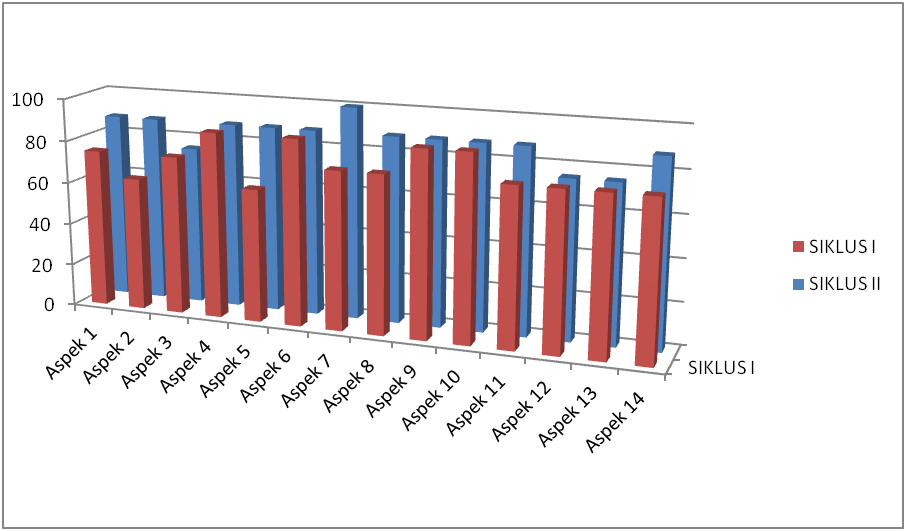 100
80
60
40
20
0
Aspek 1
Aspek 2
Aspek 3
Aspek 4
Aspek 5
Aspek 6
Aspek 7
Aspek 8
Aspek 9
Aspek 10
Aspek 11
Aspek 12
Aspek 13
Aspek 14
SIKLUS I
SIKLUS I
SIKLUS II